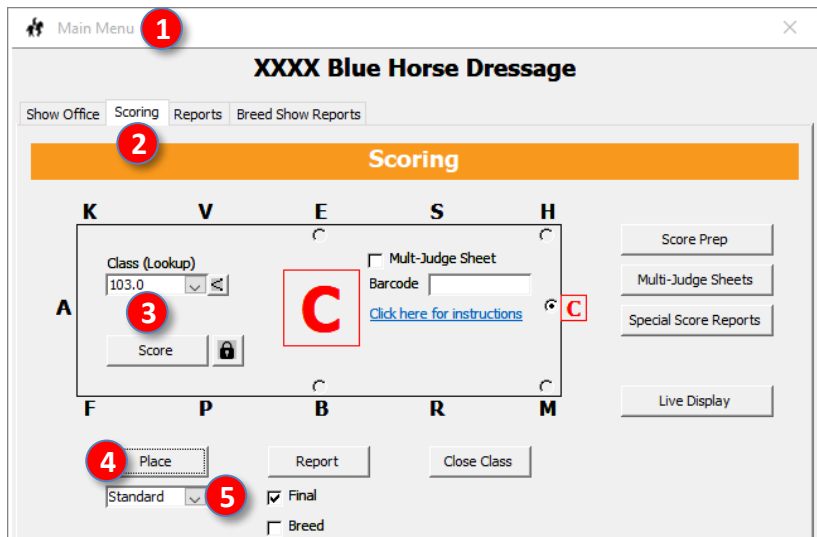 Main Menu 1
XXXX Blue Horse Dressage
Show Office Scoring Reports Breed Show Reports
2
Scoring
K V E S H
Class (Lookup)
103.0
Mult-Judge Sheet
Barcode
Click here for instructions
A
C
C
3
Score
F P B R M
Score Prep
Multi-Judge Sheets
Special Score Reports
Live Display
4 Place Report Close Class
Standard 5 Final
Breed